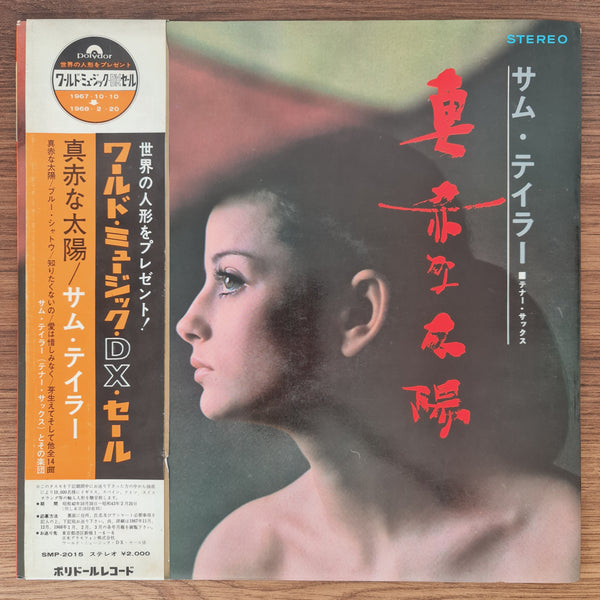 polydor
世界の人形をプレゼント
ワールド・ミュージック・DX・セール
1967・10・10
1968・2・20
世界の人形をプレゼント!
ワールド・ミュージック・DX・セール
真赤な太陽/サム・テイラー
真赤な太陽/ブルー・シャトウ/知りたくないの/愛は惜しみなく/芽生えてそして他全14曲
サム・テイラー(テナー・サックス)とその楽団
SMP-2015 ステレオ ¥2,000
ポリドールレコード
STEREO
サム・テイラー
■テナー・サックス
真赤な太陽